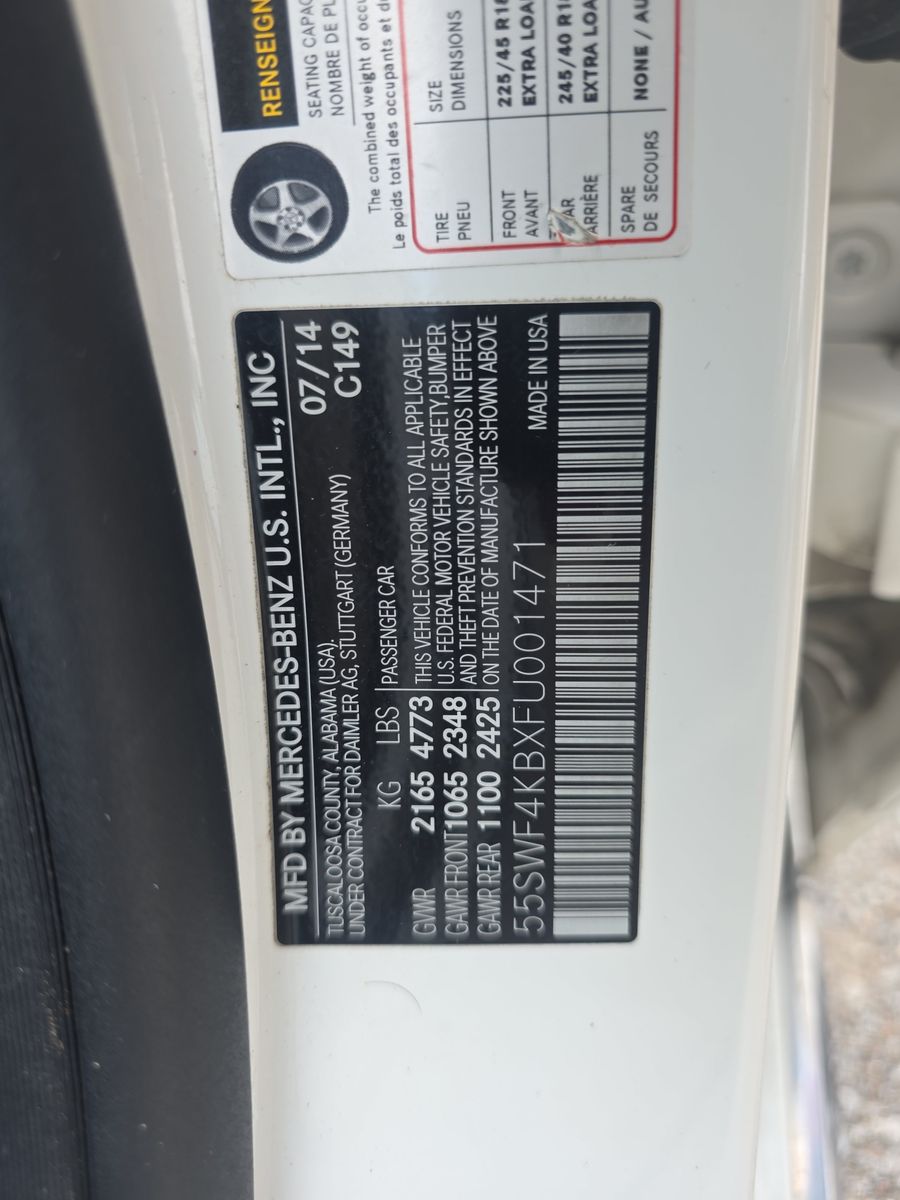 RENSEIGN
SEATING CAPAC
NOMBRE DE PL
The combined weight of occu
Le poids total des occupants et de
TIRE SIZE
PNEU DIMENSIONS
FRONT 225/45 R18
AVANT EXTRA LOA
AR 245/40 R18
ARRIÈRE EXTRA LOA
SPARE NONE / AU
DE SECOURS
MFD BY MERCEDES-BENZ U.S. INTL., INC
TUSCALOOSA COUNTY, ALABAMA (USA). 07/14
UNDER CONTRACT FOR DAIMLER AG, STUTTGART (GERMANY) C149
KG LBS PASSENGER CAR
GVWR 2165 4773 THIS VEHICLE CONFORMS TO ALL APPLICABLE
GAWR FRONT 1065 2348 U.S. FEDERAL MOTOR VEHICLE SAFETY, BUMPER
AND THEFT PREVENTION STANDARDS IN EFFECT
GAWR REAR 1100 2425 ON THE DATE OF MANUFACTURE SHOWN ABOVE
55SWF4KBXFU001471 MADE IN USA